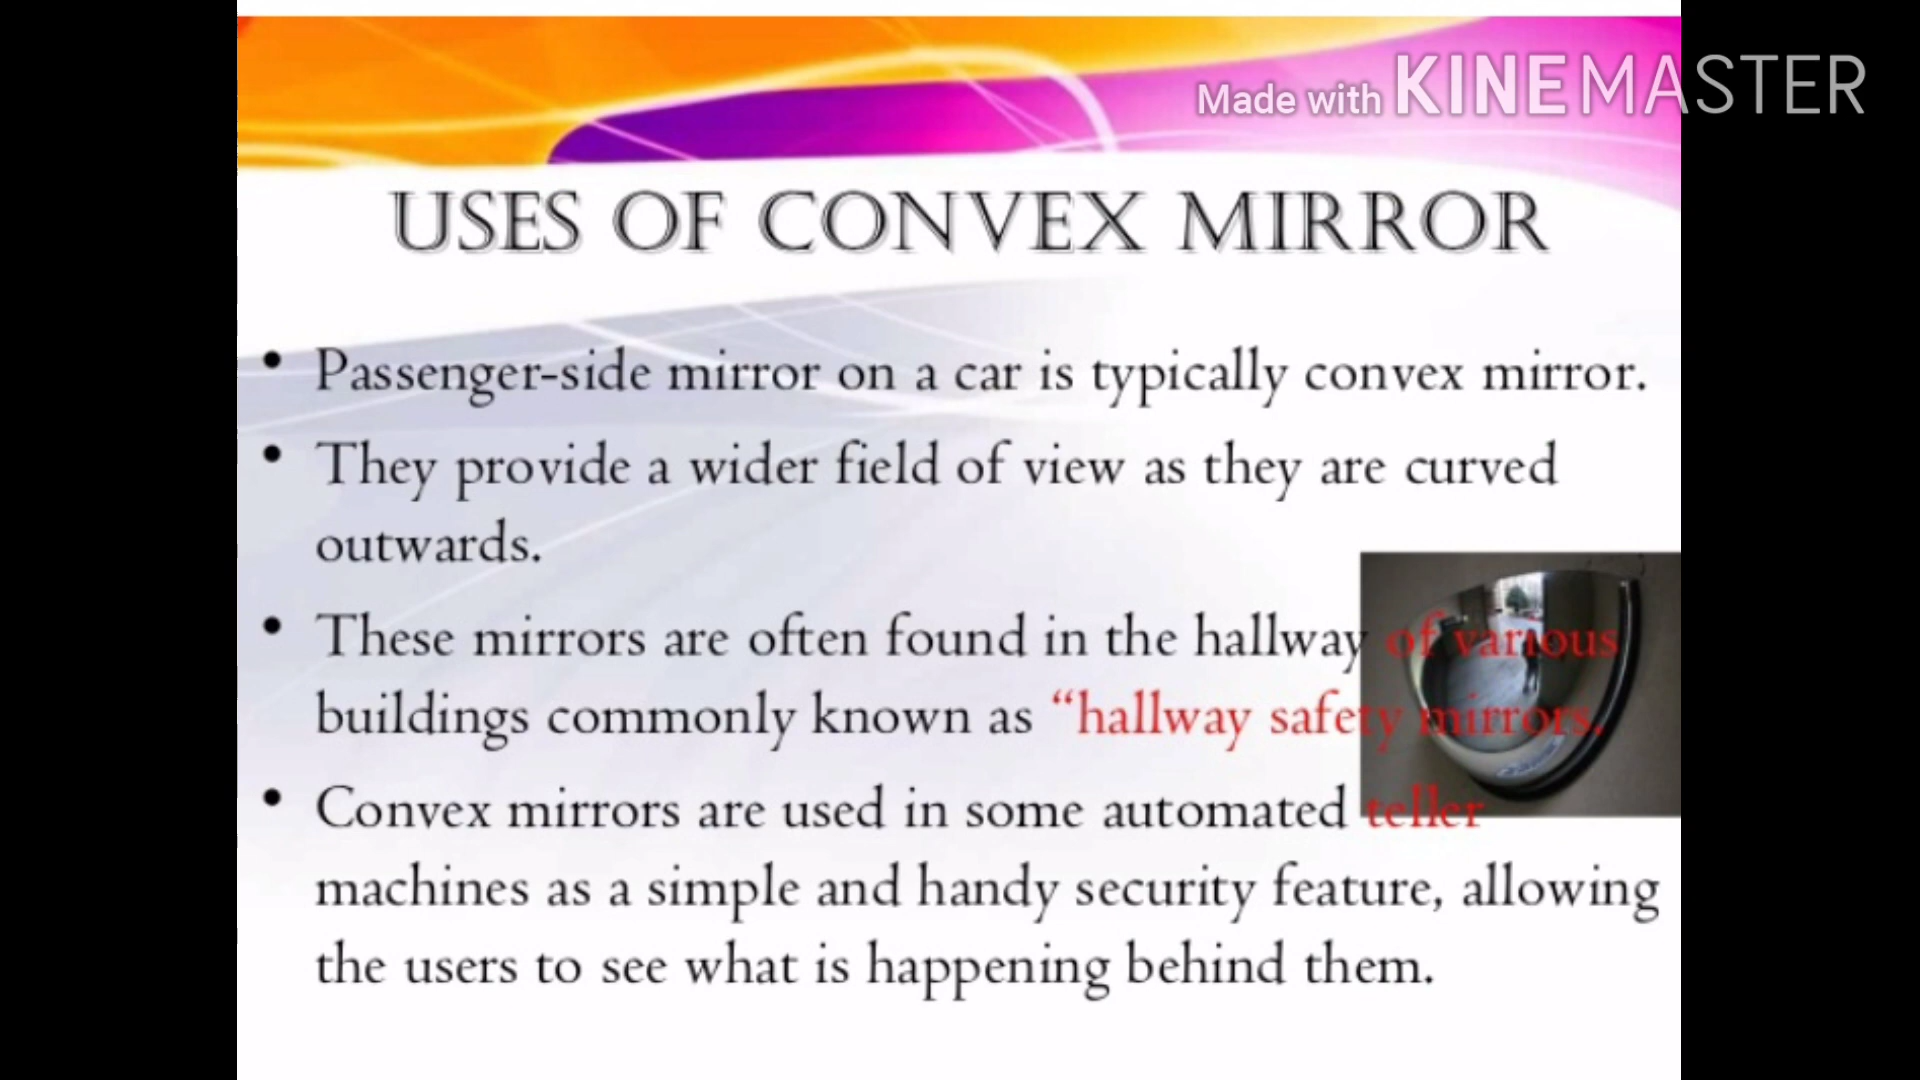 Made with KINEMASTER
USES OF CONVEX MIRROR
• Passenger-side mirror on a car is typically convex mirror.
• They provide a wider field of view as they are curved
outwards.
• These mirrors are often found in the hallway of various
buildings commonly known as “hallway safety mirrors.
• Convex mirrors are used in some automated teller
machines as a simple and handy security feature, allowing
the users to see what is happening behind them.